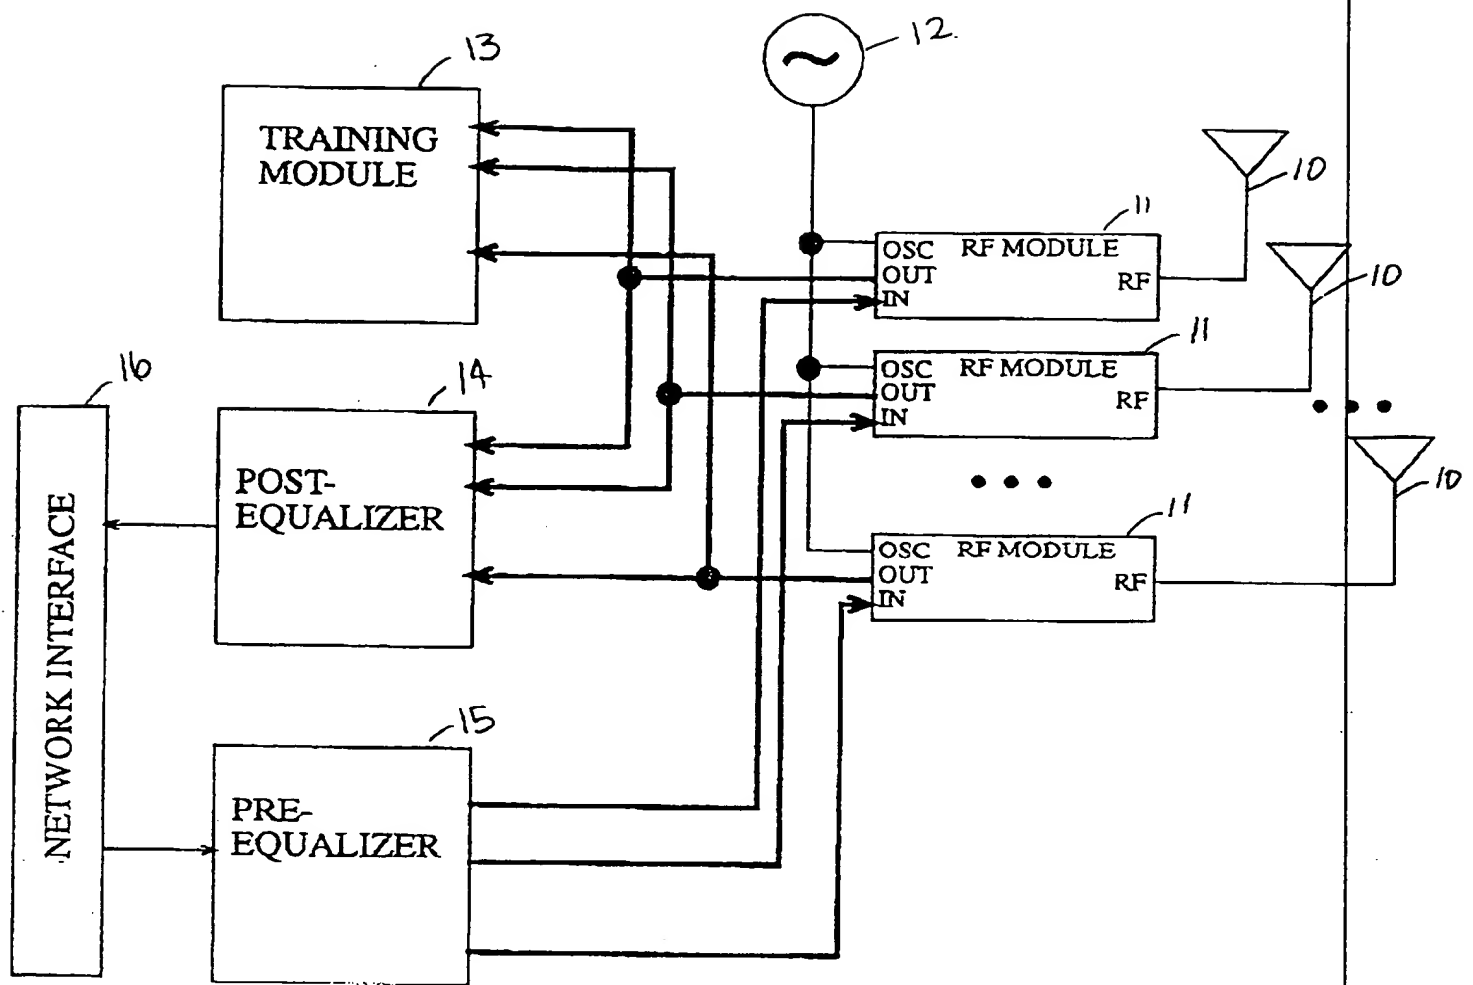 12.
13
TRAINING
MODULE
10
11
OSC RF MODULE
OUT
RF
IN
10
11
OSC RF MODULE
OUT
RF
IN
16
14
POST-
EQUALIZER
10
11
OSC RF MODULE
OUT
RF
IN
NETWORK INTERFACE
15
PRE-
EQUALIZER